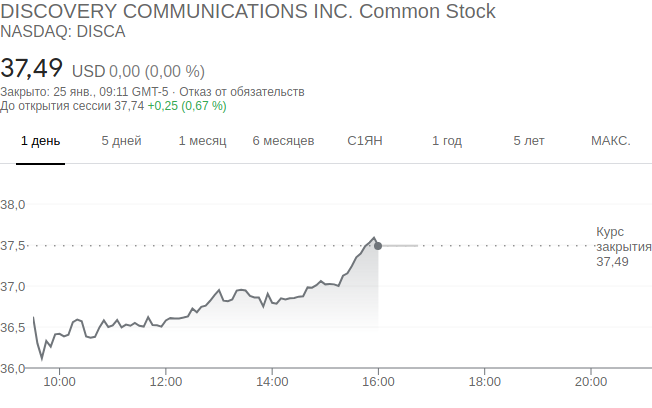 DISCOVERY COMMUNICATIONS INC. Common Stock
NASDAQ: DISCA
37,49 USD 0,00 (0,00 %)
Закрыто: 25 янв., 09:11 GMT-5 · Отказ от обязательств
До открытия сессии 37,74 +0,25 (0,67 %)
1 день 5 дней 1 месяц 6 месяцев С1ЯН 1 год 5 лет МАКС.
38,0
37,5
37,0
36,5
36,0
Курс
закрытия
37,49
10:00 12:00 14:00 16:00 18:00 20:00